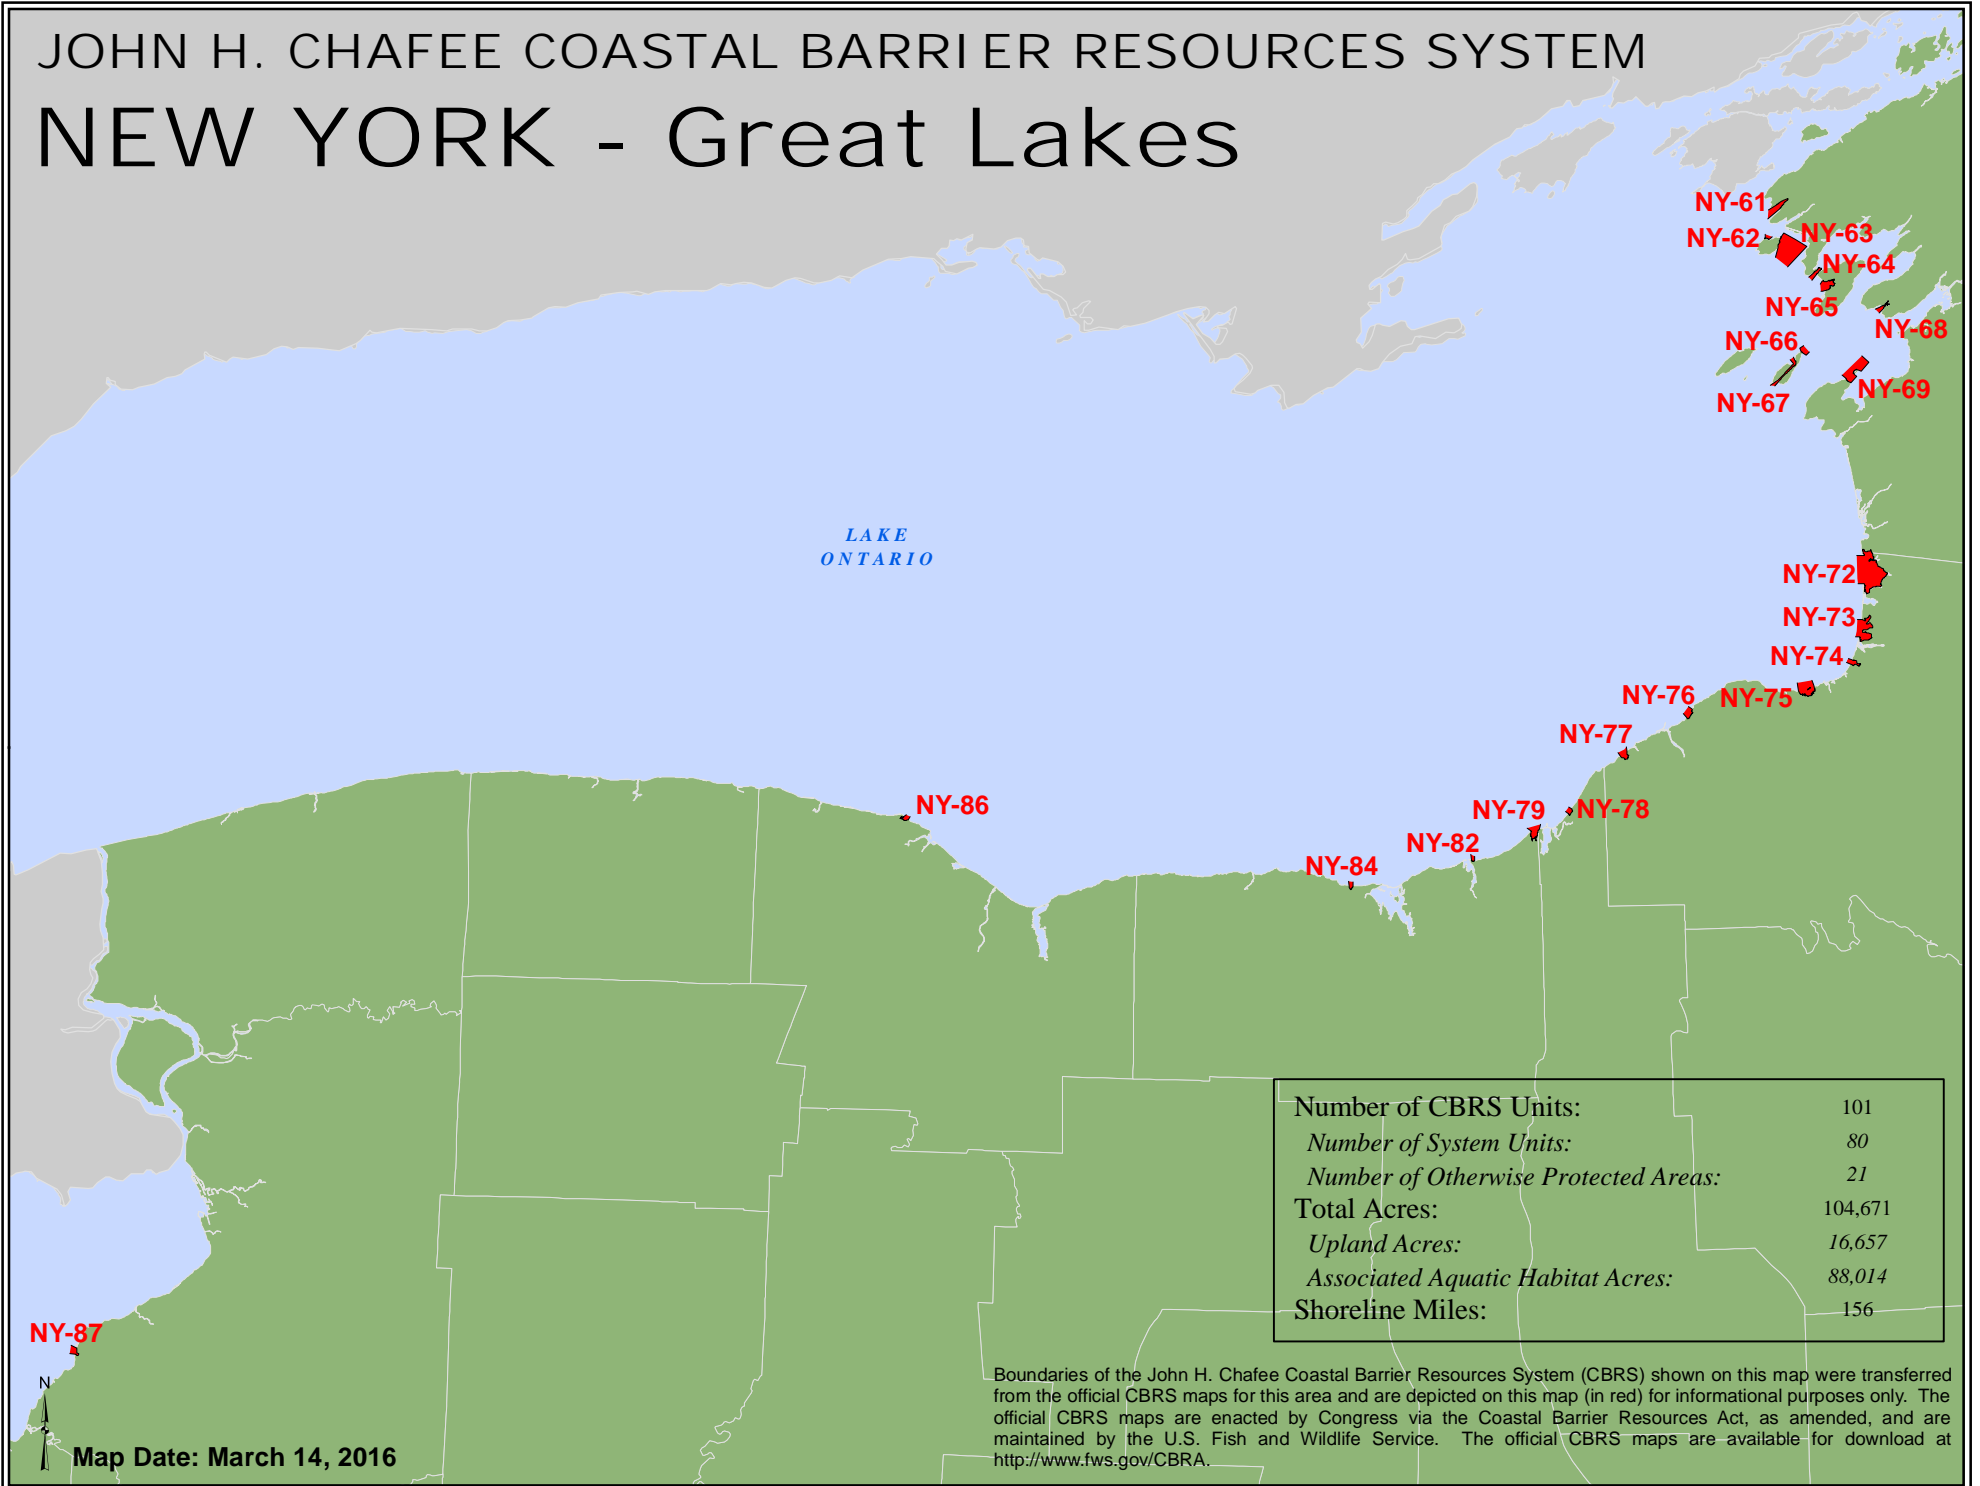 JOHN H. CHAFEE COASTAL BARRIER RESOURCES SYSTEM
NEW YORK - Great Lakes
NY-61
NY-62
NY-63
NY-64
NY-65
NY-68
NY-66
NY-67
NY-69
LAKE
ONTARIO
NY-72
NY-73
NY-74
NY-75
NY-76
NY-77
NY-78
NY-79
NY-82
NY-84
NY-86
NY-87
Number of CBRS Units: 101
Number of System Units: 80
Number of Otherwise Protected Areas: 21
Total Acres: 104,671
Upland Acres: 16,657
Associated Aquatic Habitat Acres: 88,014
Shoreline Miles: 156
Boundaries of the John H. Chafee Coastal Barrier Resources System (CBRS) shown on this map were transferred
from the official CBRS maps for this area and are depicted on this map (in red) for informational purposes only. The
official CBRS maps are enacted by Congress via the Coastal Barrier Resources Act, as amended, and are
maintained by the U.S. Fish and Wildlife Service. The official CBRS maps are available for download at
http://www.fws.gov/CBRA.
N
Map Date: March 14, 2016